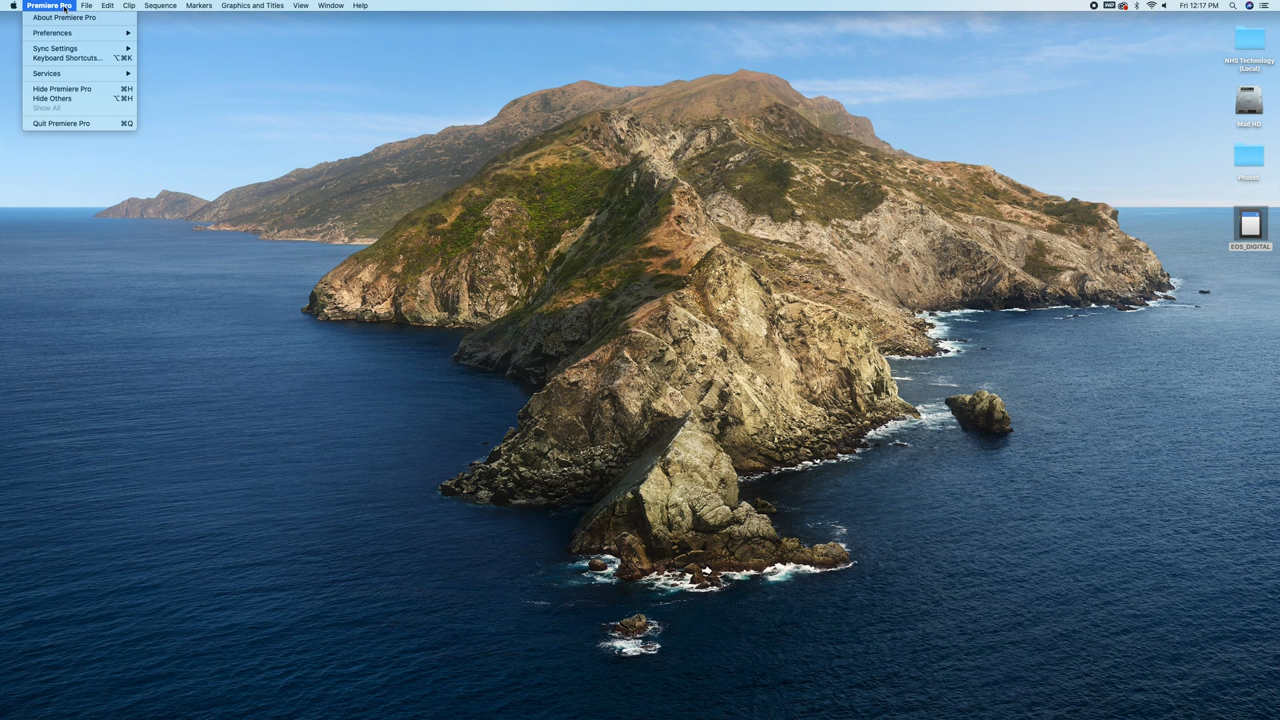 Premiere Pro File Edit Clip Sequence Markers Graphics and Titles View Window Help Fri 12:17 PM
About Premiere Pro
Preferences
Sync Settings
Keyboard Shortcuts... ⌥⌘K
Services
Hide Premiere Pro ⌘H
Hide Others ⌥⌘H
Show All
Quit Premiere Pro ⌘Q
NHS Technology
(Local)
Mad HD
Photos
EOS_DIGITAL